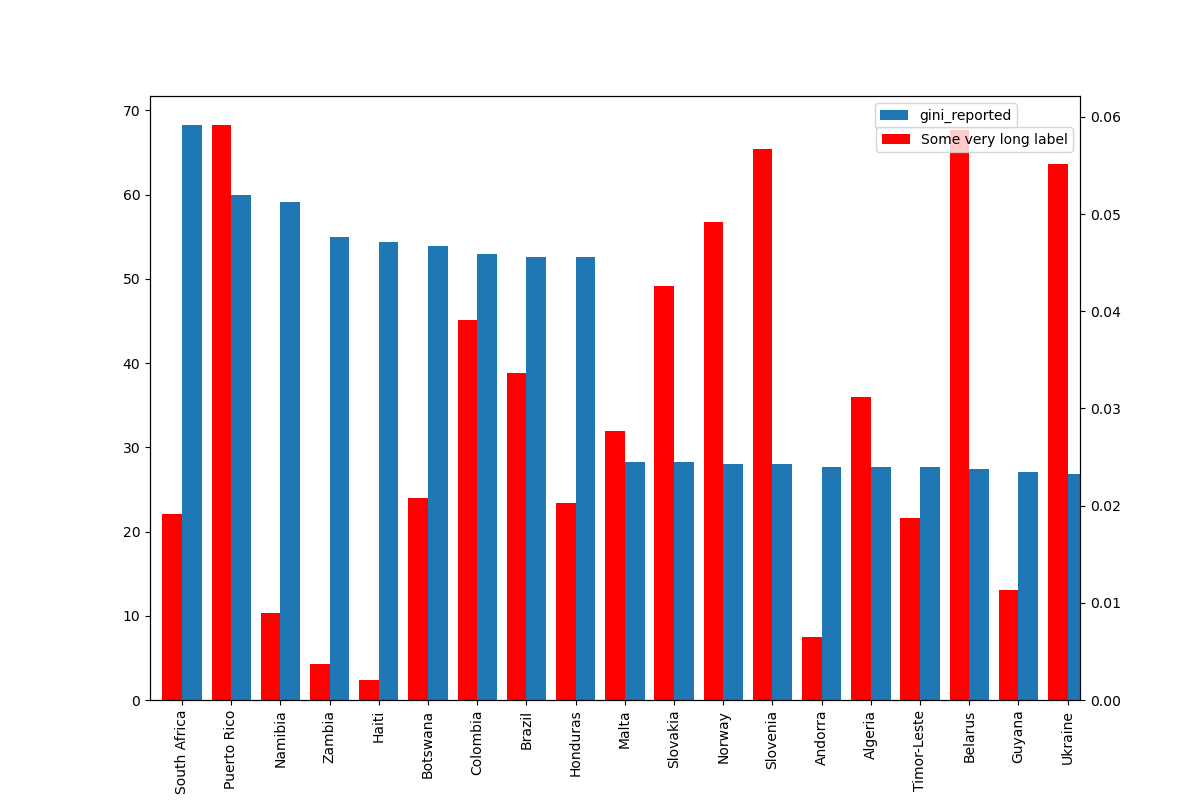 gini_reported
Some very long label
70
60
50
40
30
20
10
0
0.06
0.05
0.04
0.03
0.02
0.01
0.00
South Africa
Puerto Rico
Namibia
Zambia
Haiti
Botswana
Colombia
Brazil
Honduras
Malta
Slovakia
Norway
Slovenia
Andorra
Algeria
Timor-Leste
Belarus
Guyana
Ukraine